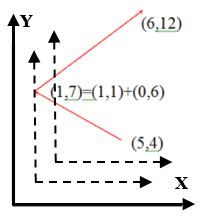 Y
(6,12)
(1,7)=(1,1)+(0,6)
(5,4)
X